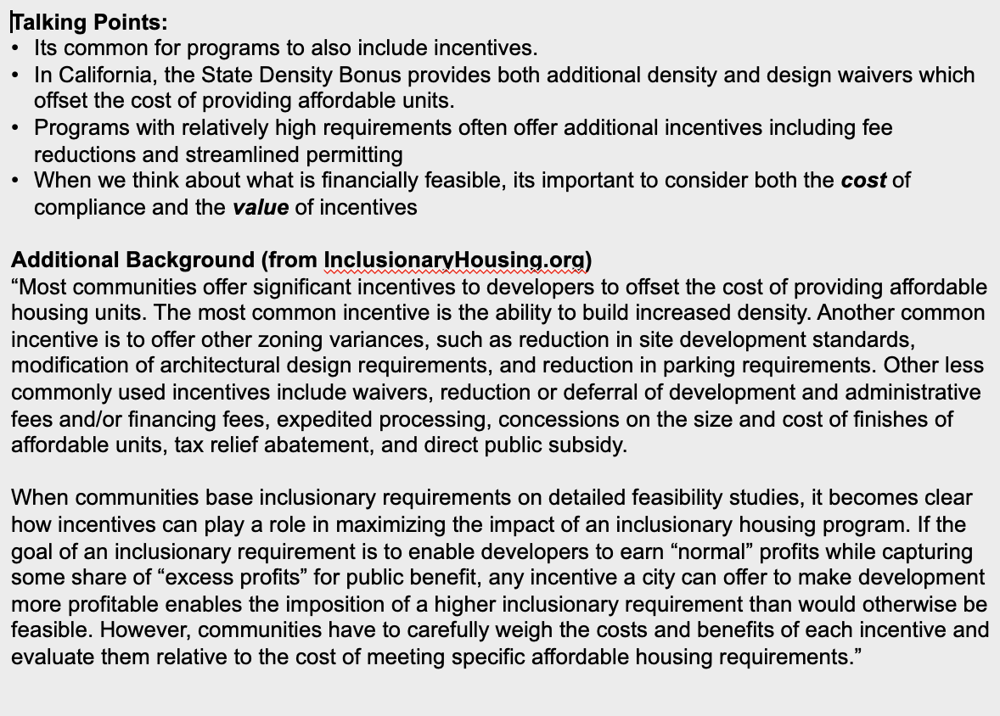 Talking Points:
• Its common for programs to also include incentives.
• In California, the State Density Bonus provides both additional density and design waivers which
offset the cost of providing affordable units.
• Programs with relatively high requirements often offer additional incentives including fee
reductions and streamlined permitting
• When we think about what is financially feasible, its important to consider both the cost of
compliance and the value of incentives
Additional Background (from InclusionaryHousing.org)
“Most communities offer significant incentives to developers to offset the cost of providing affordable
housing units. The most common incentive is the ability to build increased density. Another common
incentive is to offer other zoning variances, such as reduction in site development standards,
modification of architectural design requirements, and reduction in parking requirements. Other less
commonly used incentives include waivers, reduction or deferral of development and administrative
fees and/or financing fees, expedited processing, concessions on the size and cost of finishes of
affordable units, tax relief abatement, and direct public subsidy.
When communities base inclusionary requirements on detailed feasibility studies, it becomes clear
how incentives can play a role in maximizing the impact of an inclusionary housing program. If the
goal of an inclusionary requirement is to enable developers to earn “normal” profits while capturing
some share of “excess profits” for public benefit, any incentive a city can offer to make development
more profitable enables the imposition of a higher inclusionary requirement than would otherwise be
feasible. However, communities have to carefully weigh the costs and benefits of each incentive and
evaluate them relative to the cost of meeting specific affordable housing requirements.”